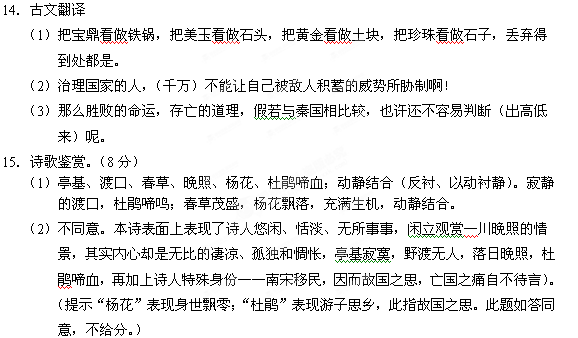 14. 古文翻译
(1) 把宝鼎看做铁锅，把美玉看做石头，把黄金看做土块，把珍珠看做石子，丢弃得
到处都是。
(2) 治理国家的人，(千万) 不能让自己被敌人积蓄的威势所胁制啊!
(3) 那么胜败的命运，存亡的道理，假若与秦国相比较，也许还不容易判断（出高低
来）呢。
15. 诗歌鉴赏。(8 分)
(1) 亭基、渡口、春草、晚照、杨花、杜鹃啼血；动静结合（反衬、以动衬静）。寂静
的渡口，杜鹃啼鸣；春草茂盛，杨花飘落，充满生机，动静结合。
(2) 不同意。本诗表面上表现了诗人悠闲、恬淡、无所事事，闲立观赏一川晚照的情
景，其实内心却是无比的凄凉、孤独和惆怅，亭基寂寞，野渡无人，落日晚照，杜
鹃啼血，再加上诗人特殊身份一一南宋移民，因而故国之思，亡国之痛自不待言）。
(提示“杨花”表现身世飘零；“杜鹃”表现游子思乡，此指故国之思。此题如答同
意，不给分。)